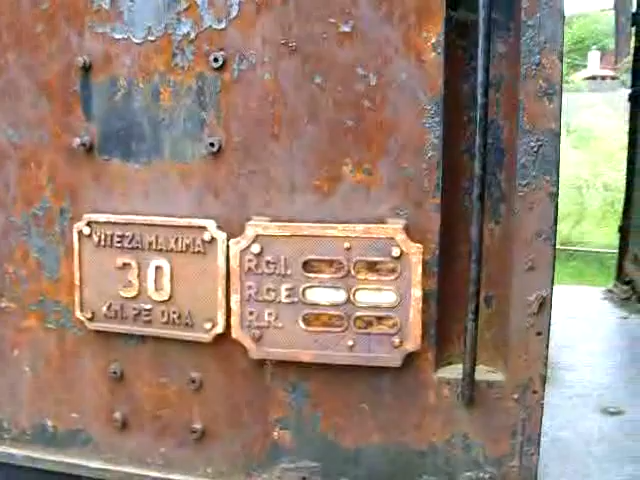 VITEZA MAXIMA
30
KM. PE ORA
R.G.I.
R.G.E.
R.R.